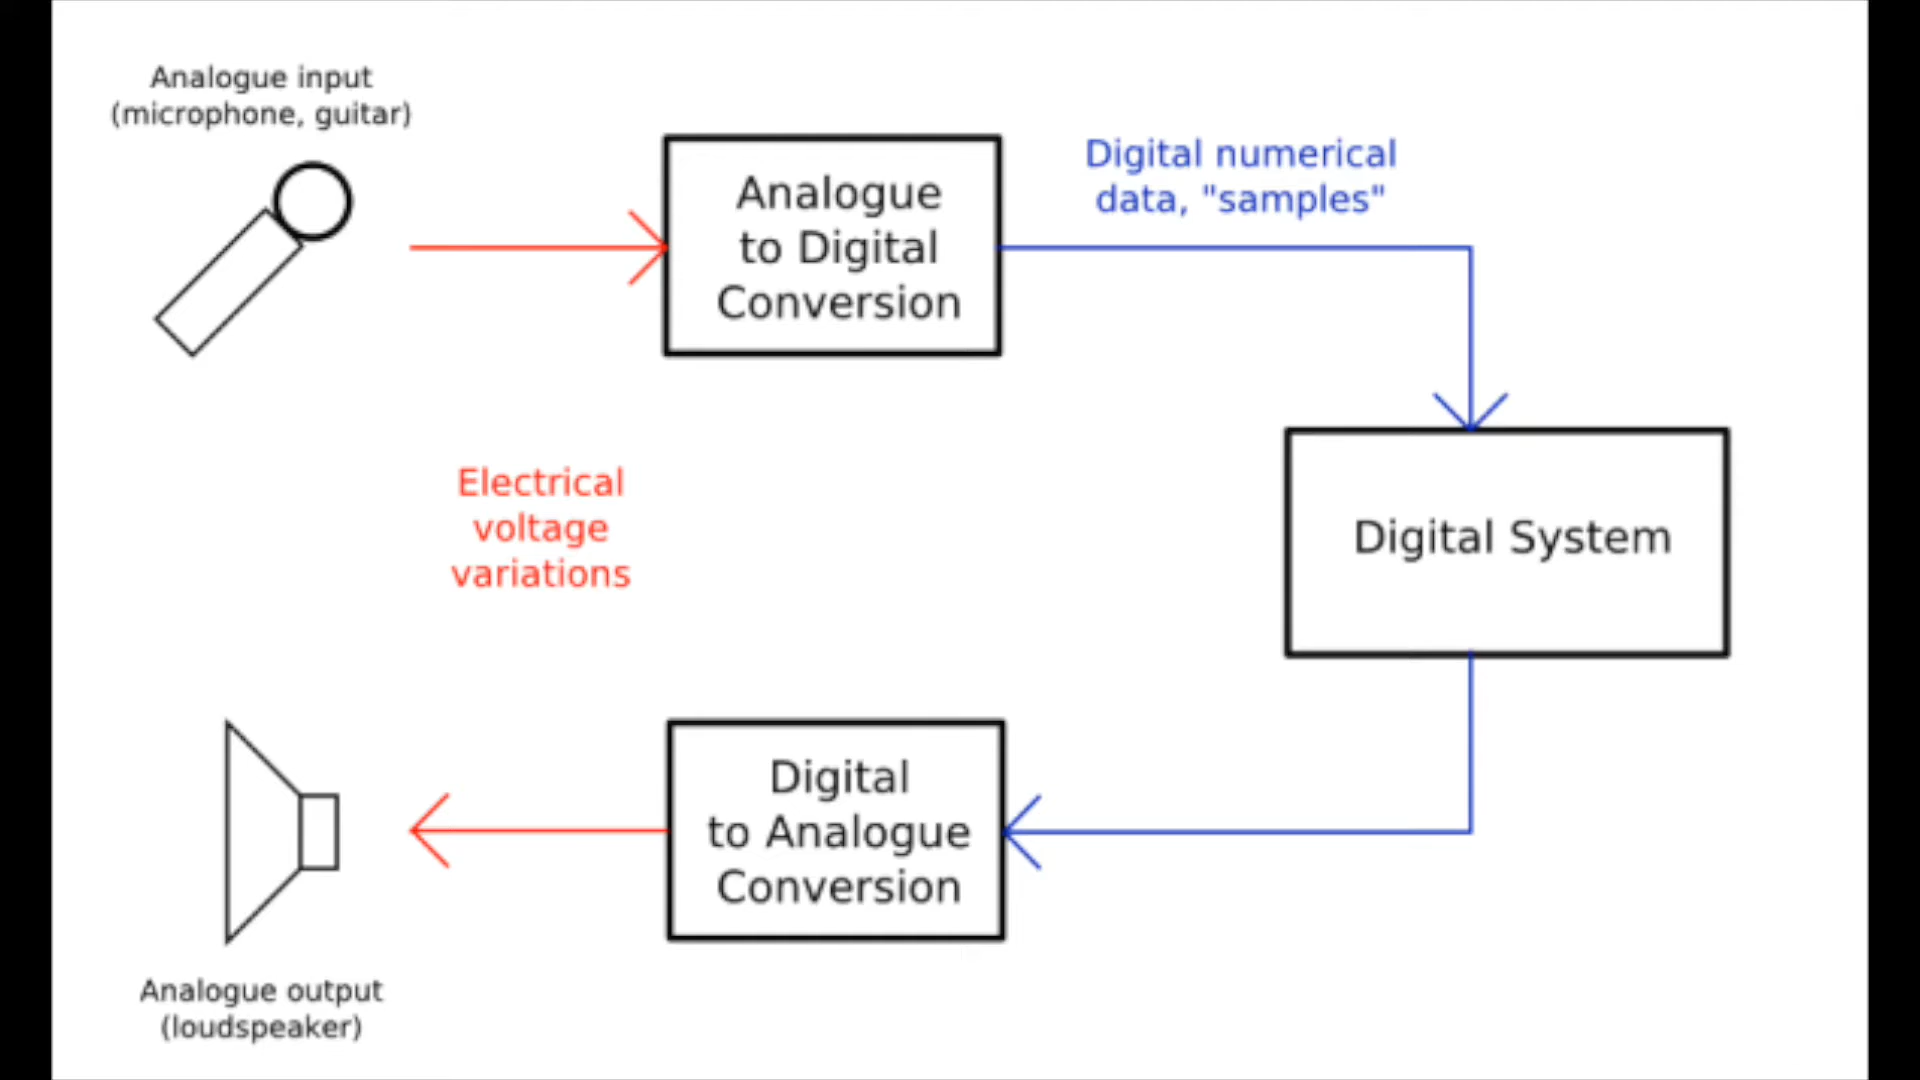 Analogue input
(microphone, guitar)
Analogue
to Digital
Conversion
Digital numerical
data, "samples"
Electrical
voltage
variations
Digital System
Digital
to Analogue
Conversion
Analogue output
(loudspeaker)